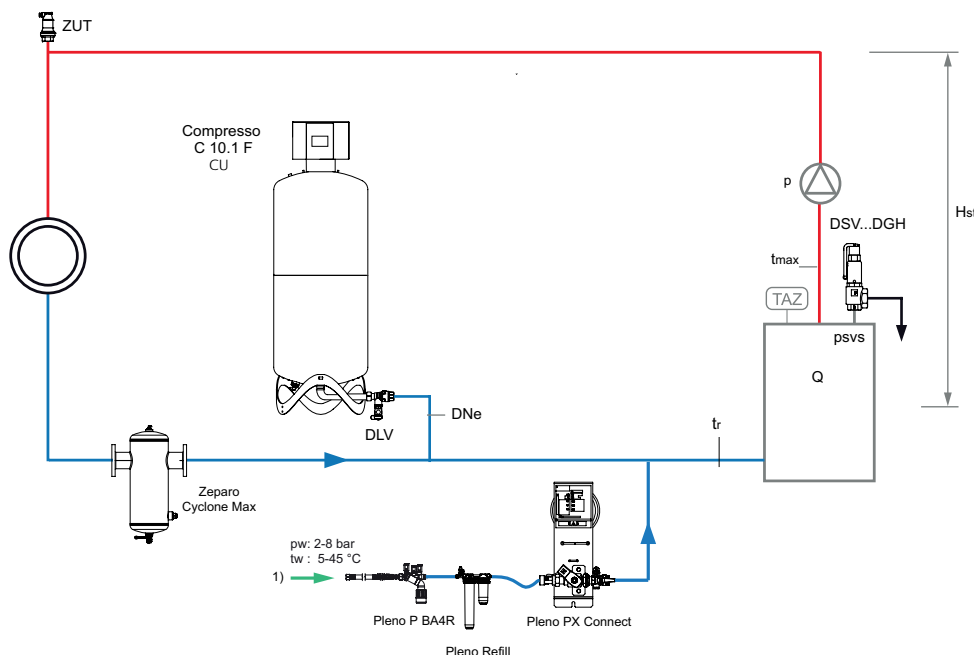 ZUT
Compresso
C 10.1 F
CU
p
Hst
DSV...DGH
tmax
TAZ
psvs
Q
DNe
DLV
tr
Zeparo
Cyclone Max
pw: 2-8 bar
tw : 5-45 °C
1)
Pleno P BA4R
Pleno PX Connect
Pleno Refill